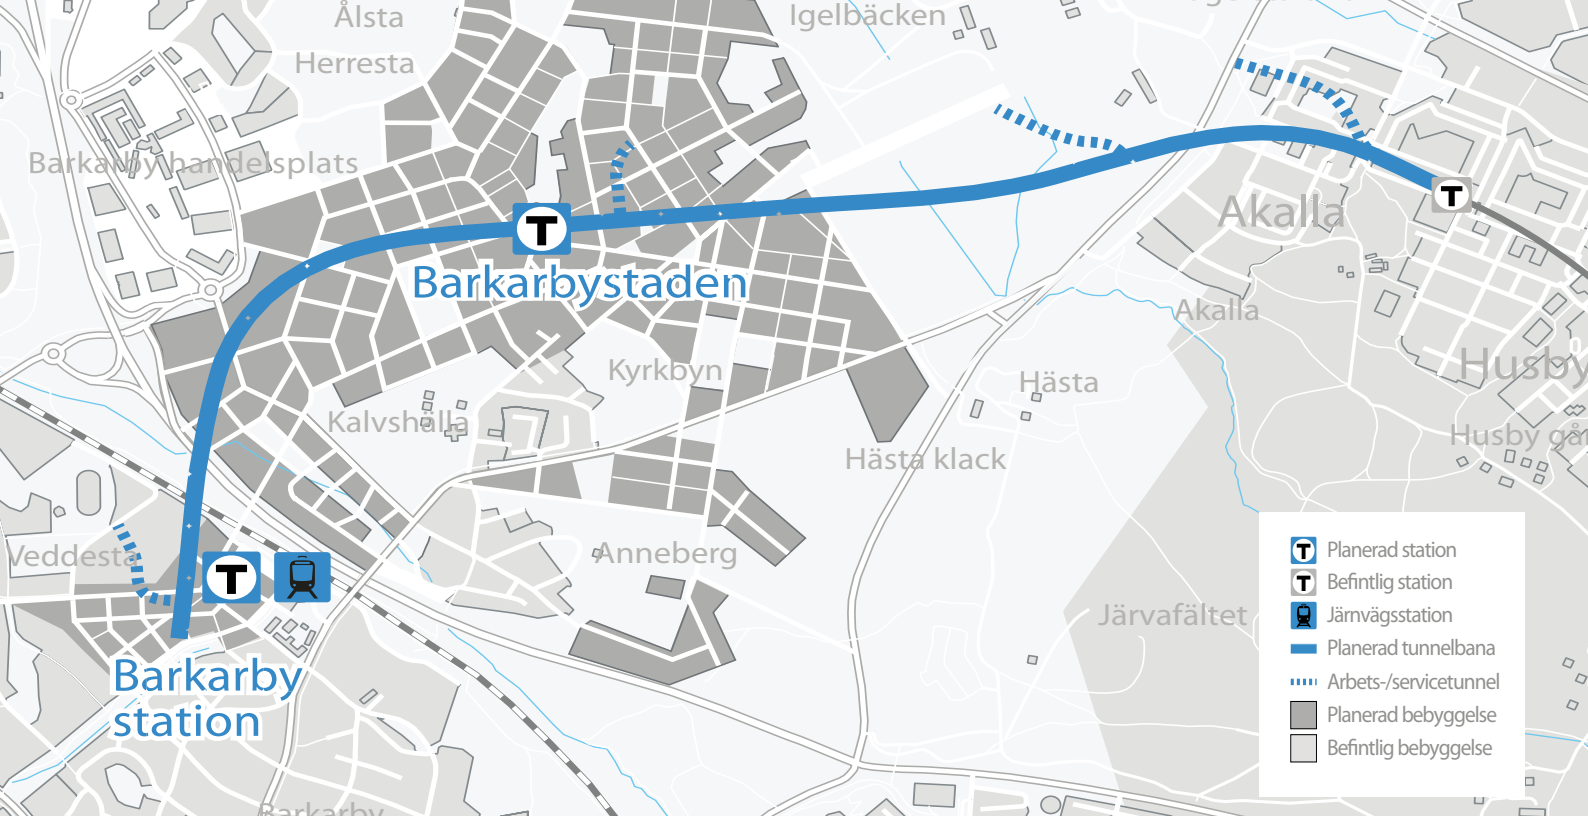 Ålsta
Igelbäcken
Herresta
Barkarby handelsplats
T
T
Akalla
Barkarbystaden
Akalla
Kyrkbyn
Husby
Hästa
Kalvshälla
Husby
Hästa klack
Veddesta
Anneberg
T
Järvafältet
Barkarby
station
Barkarby
T Planerad station
T Befintlig station
Järnvägsstation
Planerad tunnelbana
Arbets-/servicetunnel
Planerad bebyggelse
Befintlig bebyggelse